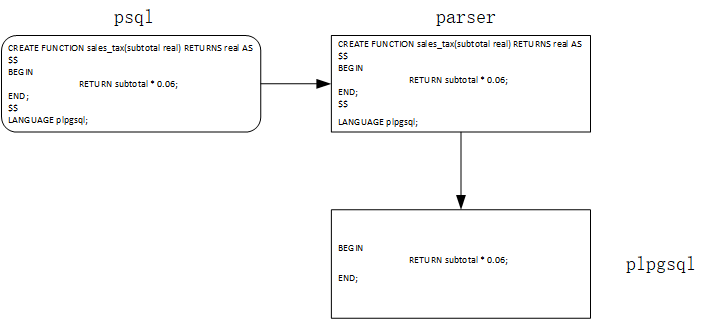 psql
CREATE FUNCTION sales_tax(subtotal real) RETURNS real AS
$$
BEGIN
RETURN subtotal * 0.06;
END;
$$
LANGUAGE plpgsql;
parser
CREATE FUNCTION sales_tax(subtotal real) RETURNS real AS
$$
BEGIN
RETURN subtotal * 0.06;
END;
$$
LANGUAGE plpgsql;
BEGIN
RETURN subtotal * 0.06;
END;
plpgsql